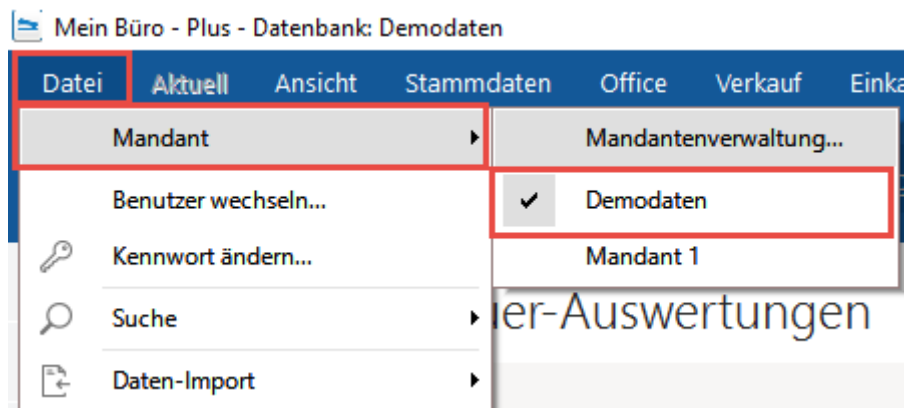 Mein Büro - Plus - Datenbank: Demodaten
Datei Aktuell Ansicht Stammdaten Office Verkauf
Mandant
Mandantenverwaltung...
Benutzer wechseln...
Demodaten
Kennwort ändern...
Mandant 1
Suche
er-Auswertungen
Daten-Import